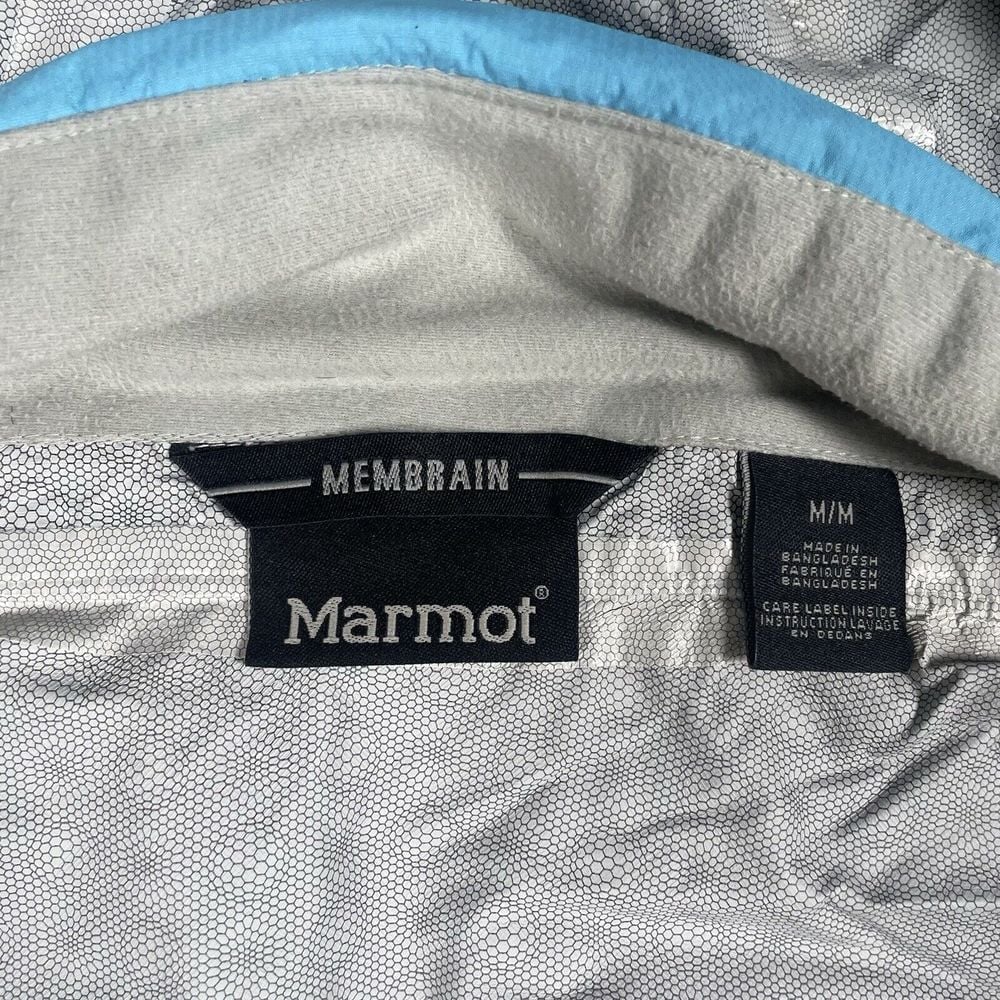 MEMBRAIN
Marmot®
M/M
MADE IN
BANGLADESH
FABRIQUÉ EN
BANGLADESH
CARE LABEL INSIDE
INSTRUCTION LAVAGE
EN DEDANS